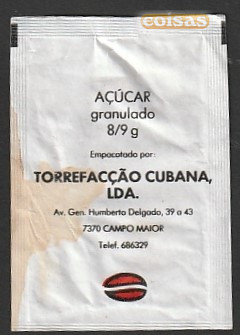 coisas
AÇÚCAR
granulado
8/9 g
Empacotado por:
TORREFACÇÃO CUBANA,
LDA.
Av. Gen. Humberto Delgado, 39 a 43
7370 CAMPO MAIOR
Telef. 686329